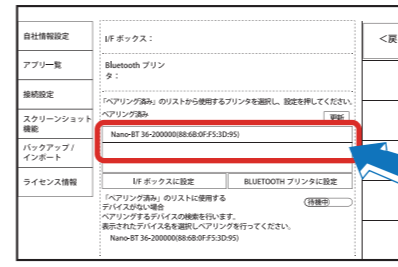 自社情報設定
アプリ一覧
接続設定
スクリーンショット
機能
バックアップ /
インポート
ライセンス情報
I/F ボックス：
Bluetooth プリン
タ：
「ペアリング済み」のリストから使用するプリンタを選択し、設定を押してください。
ペアリング済み
更新
Nano-BT 36-200000(88:6B:0F:F5:3D:95)
I/F ボックスに設定
BLUETOOTH プリンタに設定
「ペアリング済み」のリストに使用する
デバイスがない場合
待機中
ペアリングするデバイスの検索を行います。
表示されたデバイス名を選択しペアリングを行ってください。
Nano-BT 36-200000(88:6B:0F:F5:3D:95)
<戻